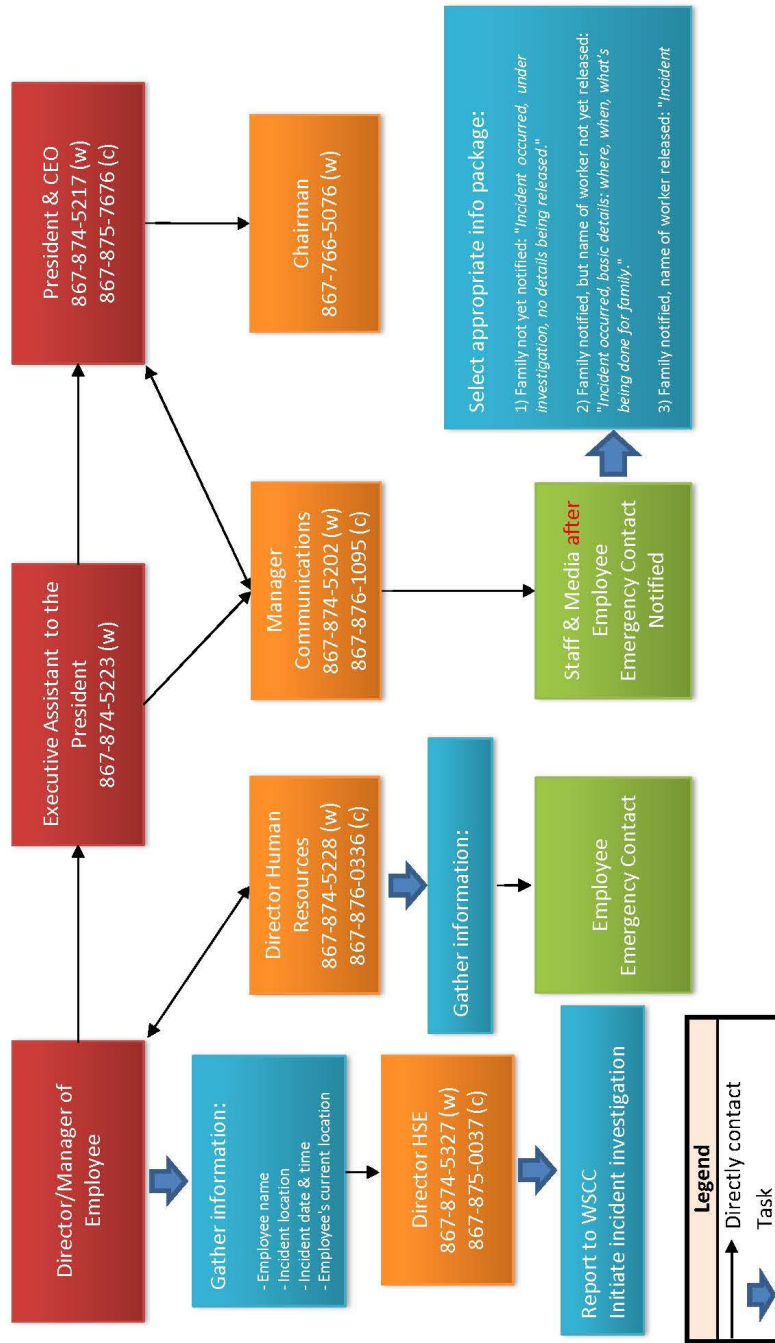 Director/Manager of
Employee
Executive Assistant to the
President
867-874-5223 (w)
President & CEO
867-874-5217 (w)
867-875-7676 (c)
Gather information:
- Employee name
- Incident location
- Incident date & time
- Employee's current location
Director Human
Resources
867-874-5228 (w)
867-876-0336 (c)
Manager
Communications
867-874-5202 (w)
867-876-1095 (c)
Chairman
867-766-5076 (w)
Director HSE
867-874-5327 (w)
867-875-0037 (c)
Gather information:
Report to WSCC
Initiate incident investigation
Employee
Emergency Contact
Staff & Media after
Employee
Emergency Contact
Notified
Select appropriate info package:
1) Family not yet notified: "Incident occurred, under
investigation, no details being released."
2) Family notified, but name of worker not yet released:
"Incident occurred, basic details: where, when, what's
being done for family."
3) Family notified, name of worker released: "Incident
Legend
Directly contact
Task